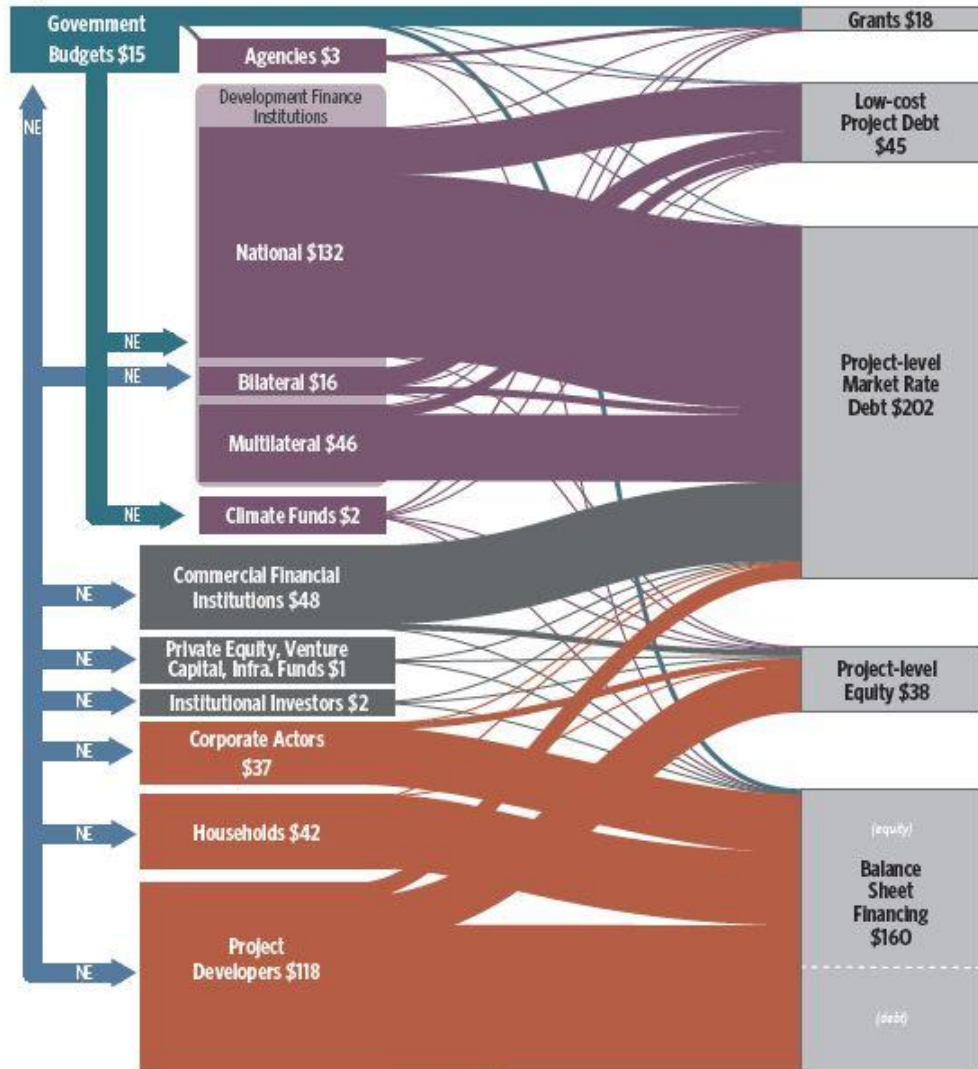 Government
Budgets $15
Grants $18
Agencies $3
Development Finance
Institutions
Low-cost
Project Debt
$45
NE
National $132
NE
NE
Bilateral $16
Project-level
Market Rate
Debt $202
Multilateral $46
NE
Climate Funds $2
NE
Commercial Financial
Institutions $48
NE
Private Equity, Venture
Capital, Infra. Funds $1
Project-level
Equity $38
NE
Institutional Investors $2
NE
Corporate Actors
$37
NE
Households $42
(equity)
Balance
Sheet
Financing
$160
NE
Project
Developers $118
(debt)